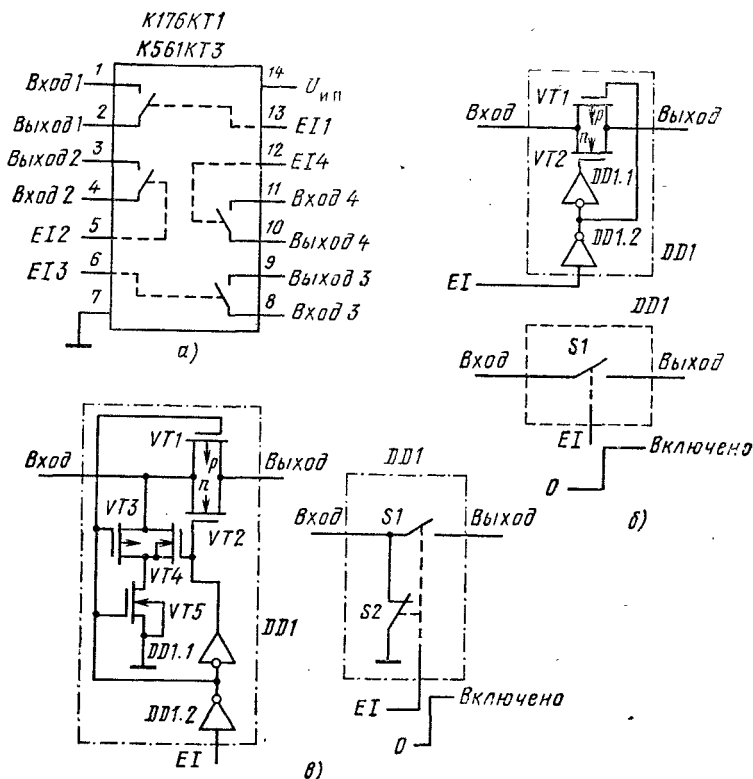 К176КТ1
К561КТ3
1
Вход 1
2
Выход 1
3
Выход 2
4
Вход 2
5
EI2
6
EI3
7
14
Uип
13
EI1
12
EI4
11
Вход 4
10
Выход 4
9
Выход 3
8
Вход 3
а)
Вход
VT1
p
n
VT2
Выход
DD1.1
DD1.2
DD1
EI
DD1
Вход
S1
Выход
EI
Включено
0
б)
Вход
VT1
p
n
Выход
VT3
VT2
VT4
VT5
DD1
DD1.1
DD1.2
EI
DD1
Вход
S1
Выход
S2
EI
Включено
0
в)